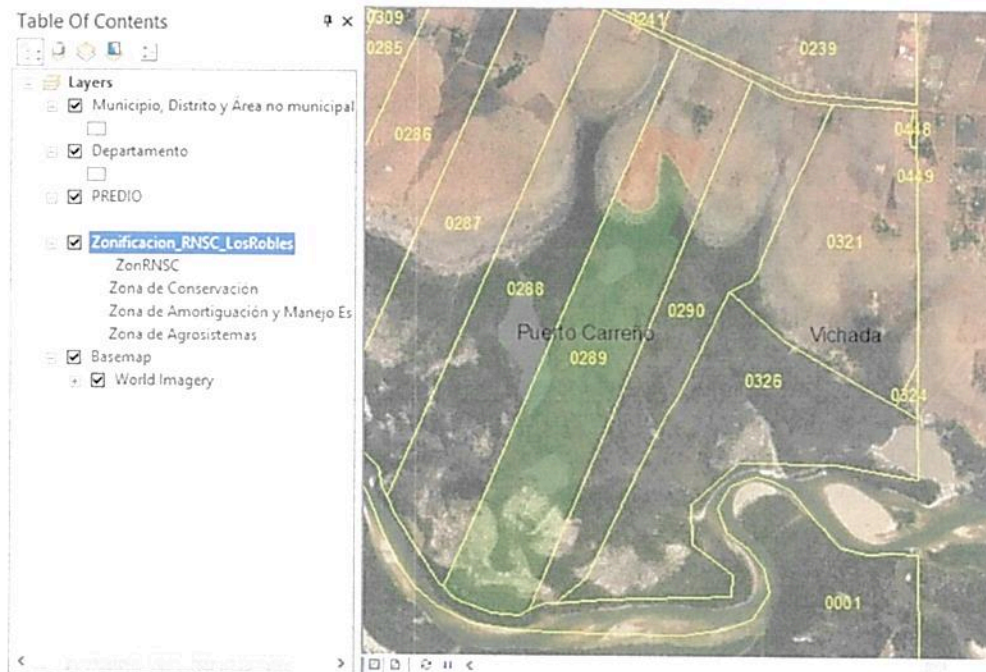 Table Of Contents
Layers
Municipio, Distrito y Área no municipal
Departamento
PREDIO
Zonificacion_RNSC_LosRobles
ZonRNSC
Zona de Conservación
Zona de Amortiguación y Manejo Es
Zona de Agrosistemas
Basemap
World Imagery
0309
0241
0239
0285
0286
0448
0449
0287
0321
0288
0290
Puerto Carreño
Vichada
0289
0326
0324
0001